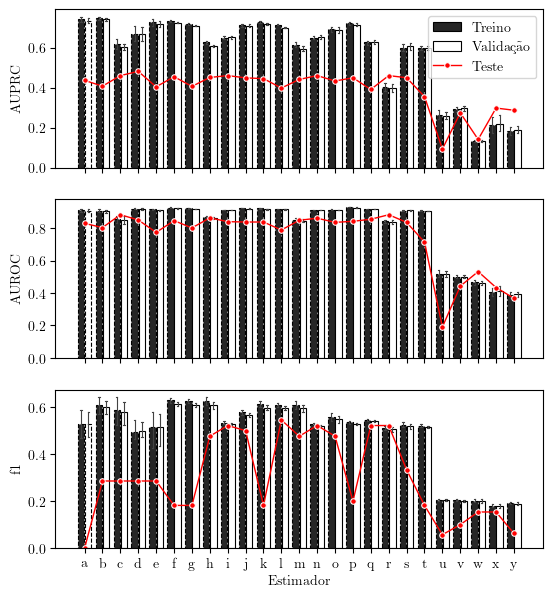 AUPRC
0.6
0.4
0.2
0.0
Treino
Validação
Teste
AUROC
0.8
0.6
0.4
0.2
0.0
f1
0.6
0.4
0.2
0.0
a b c d e f g h i j k l m n o p q r s t u v w x y
Estimador